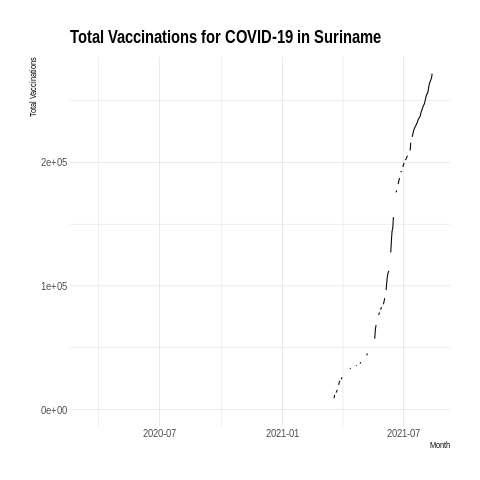 Total Vaccinations for COVID-19 in Suriname
Total Vaccinations
2e+05
1e+05
0e+00
2020-07
2021-01
2021-07
Month